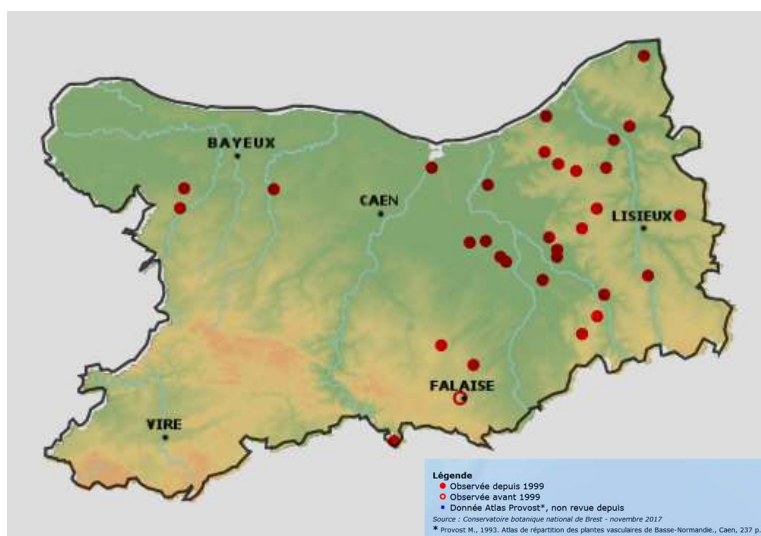 BAYEUX
CAEN
LISIEUX
FALAISE
VIRE
Légende
Observée depuis 1999
Observée avant 1999
Donnée Atlas Provost*, non revue depuis
Source : Conservatoire botanique national de Brest - novembre 2017
* Provost M., 1993. Atlas de répartition des plantes vasculaires de Basse-Normandie., Caen, 237 p.